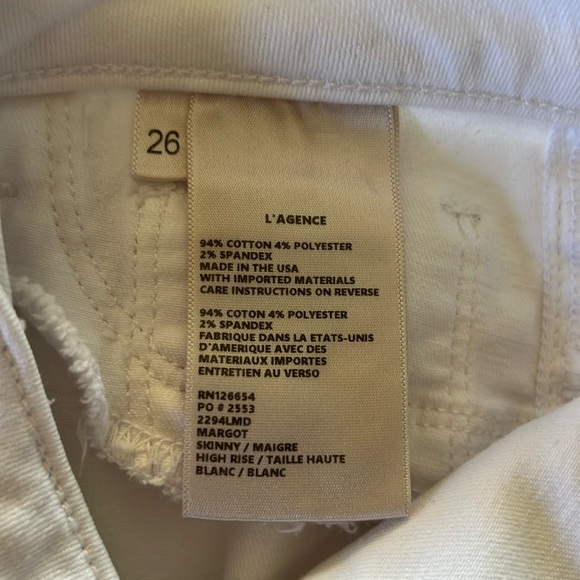 26
L'AGENCE
94% COTTON 4% POLYESTER
2% SPANDEX
MADE IN THE USA
WITH IMPORTED MATERIALS
CARE INSTRUCTIONS ON REVERSE
94% COTON 4% POLYESTER
2% SPANDEX
FABRIQUE DANS LA ETATS-UNIS
D'AMERIQUE AVEC DES
MATERIAUX IMPORTES
ENTRETIEN AU VERSO
RN126654
PO # 2553
2294LMD
MARGOT
SKINNY / MAIGRE
HIGH RISE / TAILLE HAUTE
BLANC / BLANC